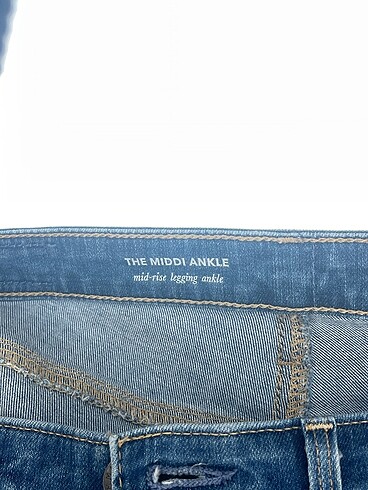 THE MIDDI ANKLE
mid-rise legging ankle